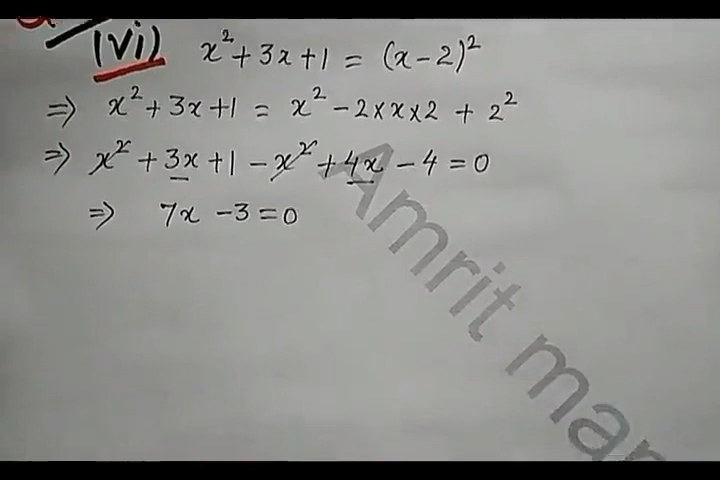 (vi) x² + 3x + 1 = (x - 2)²
⇒ x² + 3x + 1 = x² - 2 × x × 2 + 2²
⇒ x² + 3x + 1 - x² + 4x - 4 = 0
⇒ 7x - 3 = 0
Amrit